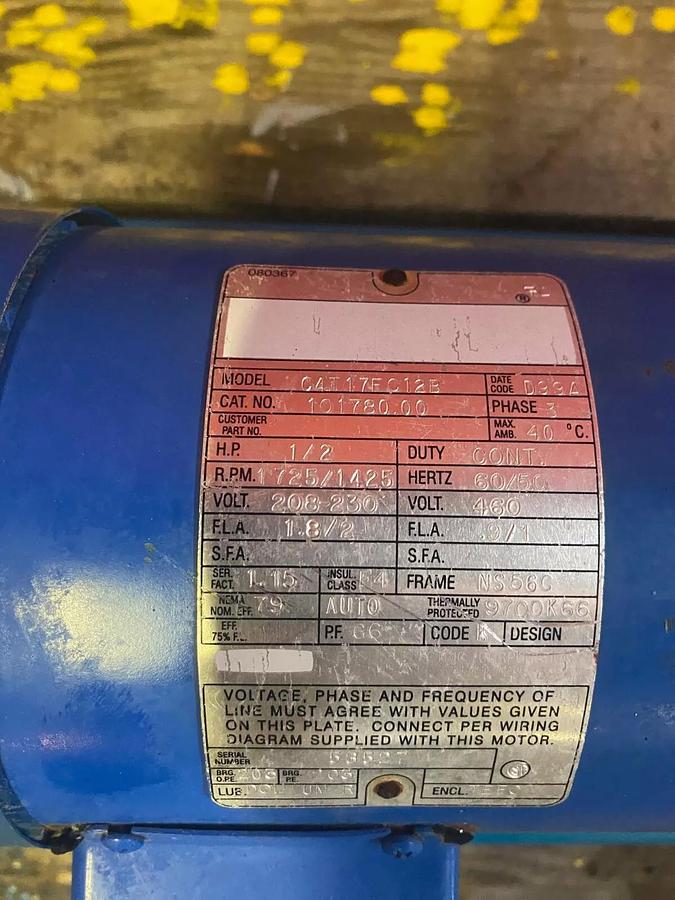 080367
®
MODEL C4T17FC12B DATE CODE D99A
CAT. NO. 101780.00 PHASE 3
CUSTOMER PART NO. MAX. AMB. 40 °C.
H.P. 1/2 DUTY CONT.
R.P.M. 1725/1425 HERTZ 60/50
VOLT. 208-230 VOLT. 460
F.L.A. 1.8/2 F.L.A. .9/1
S.F.A. S.F.A.
SER. FACT. 1.15 INSUL. CLASS F4 FRAME NS56C
NEMA NOM. EFF. 79 AUTO THERMALLY PROTECTED
EFF. 75% F.L. P.F. 66 CODE DESIGN
VOLTAGE, PHASE AND FREQUENCY OF
LINE MUST AGREE WITH VALUES GIVEN
ON THIS PLATE. CONNECT PER WIRING
DIAGRAM SUPPLIED WITH THIS MOTOR.
SERIAL NUMBER
BRG. O.P.E. BRG. P.E.
LUB. ENCL.